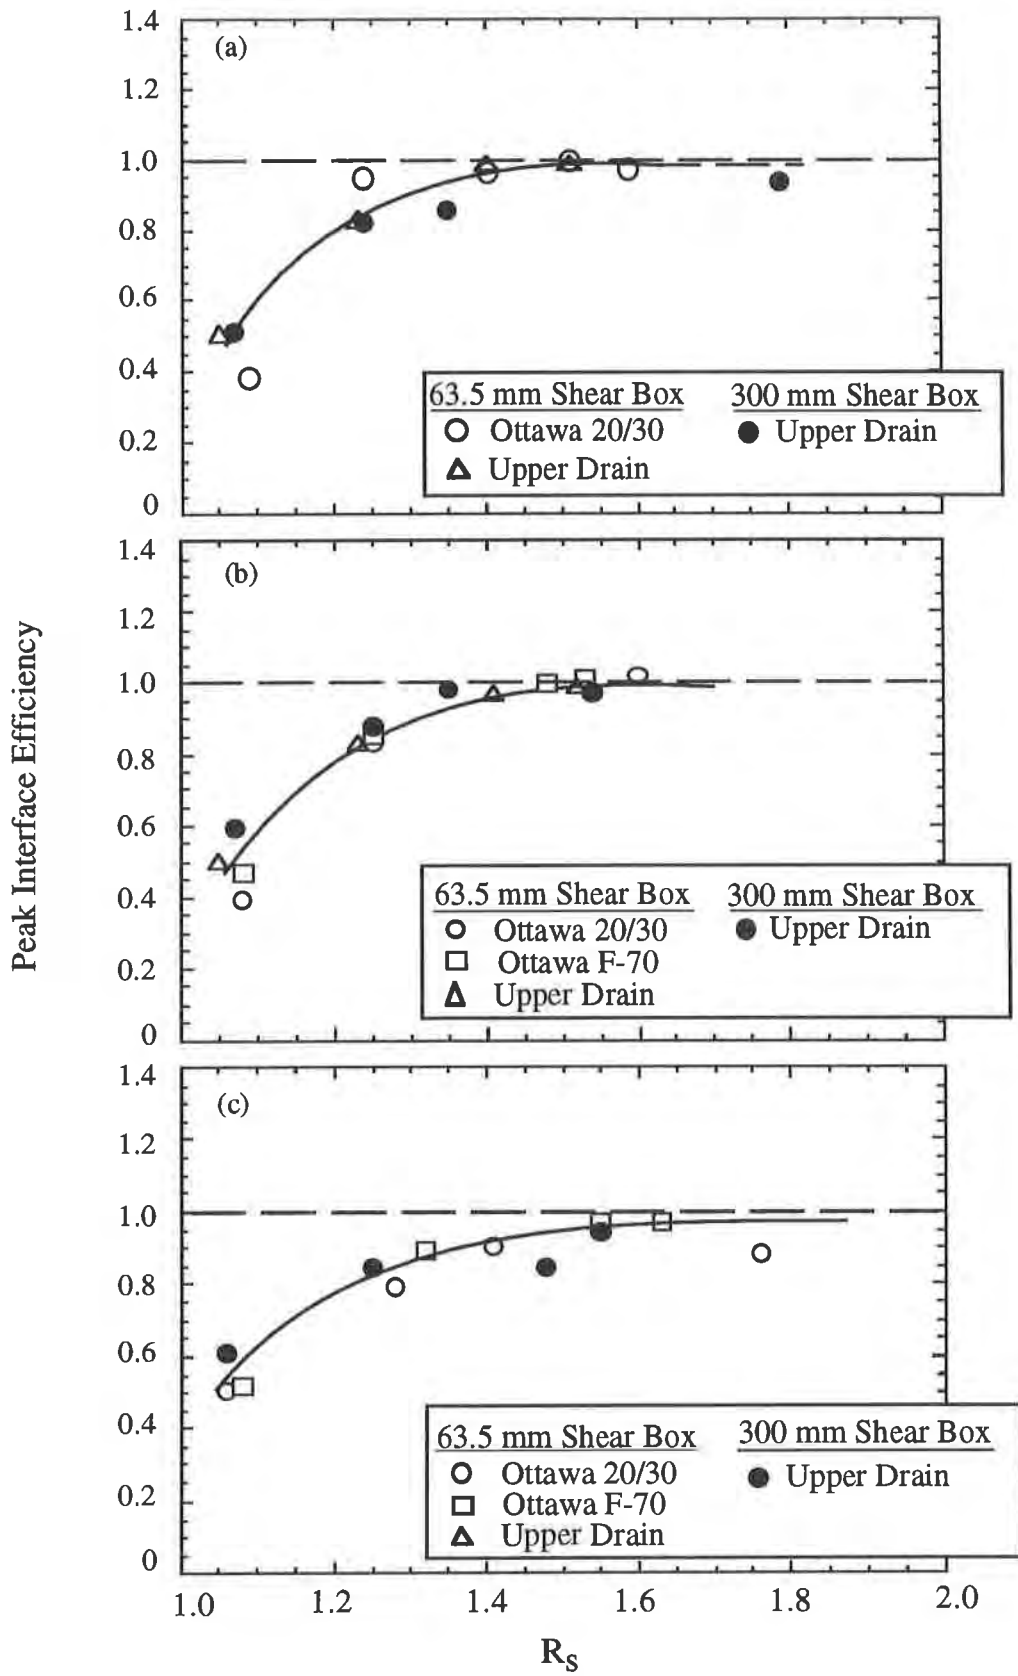 1.4
(a)
1.2
1.0
0.8
0.6
0.4
63.5 mm Shear Box 300 mm Shear Box
Ottawa 20/30 Upper Drain
Upper Drain
0.2
0
1.4
(b)
1.2
1.0
0.8
0.6
0.4
63.5 mm Shear Box 300 mm Shear Box
Ottawa 20/30 Upper Drain
Ottawa F-70
Upper Drain
0.2
0
Peak Interface Efficiency
1.4
(c)
1.2
1.0
0.8
0.6
0.4
63.5 mm Shear Box 300 mm Shear Box
Ottawa 20/30 Upper Drain
Ottawa F-70
Upper Drain
0.2
0
1.0 1.2 1.4 1.6 1.8 2.0
RS